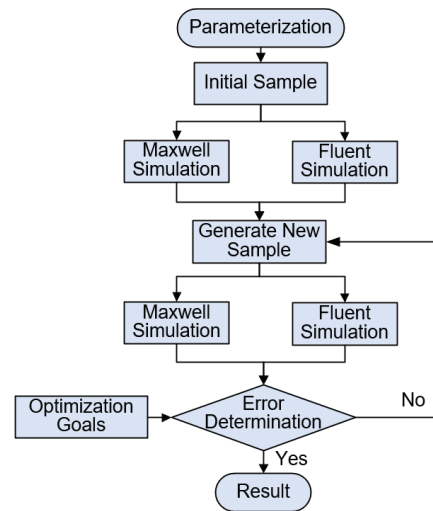 Parameterization
Initial Sample
Maxwell
Simulation
Fluent
Simulation
Generate New
Sample
Maxwell
Simulation
Fluent
Simulation
Optimization
Goals
Error
Determination
No
Yes
Result